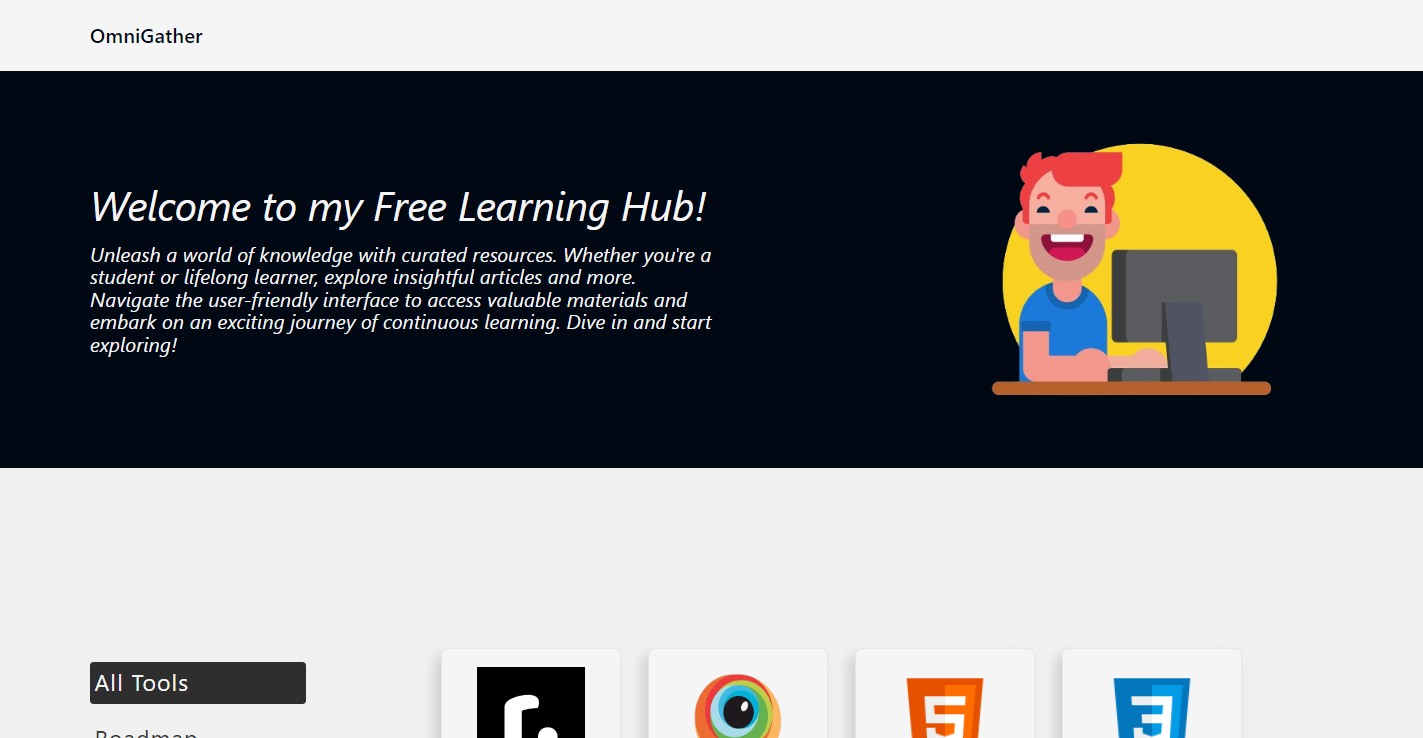 OmniGather
Welcome to my Free Learning Hub!
Unleash a world of knowledge with curated resources. Whether you're a
student or lifelong learner, explore insightful articles and more.
Navigate the user-friendly interface to access valuable materials and
embark on an exciting journey of continuous learning. Dive in and start
exploring!
All Tools
Roadmap